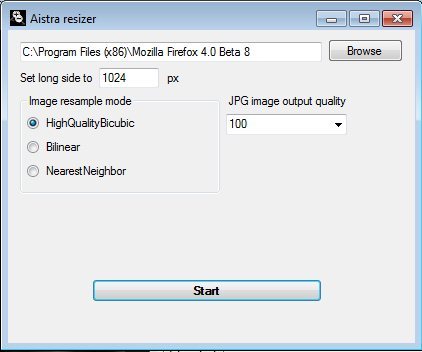 Aistra resizer
C:\Program Files (x86)\Mozilla Firefox 4.0 Beta 8
Browse
Set long side to 1024 px
Image resample mode
HighQualityBicubic
Bilinear
NearestNeighbor
JPG image output quality
100
Start